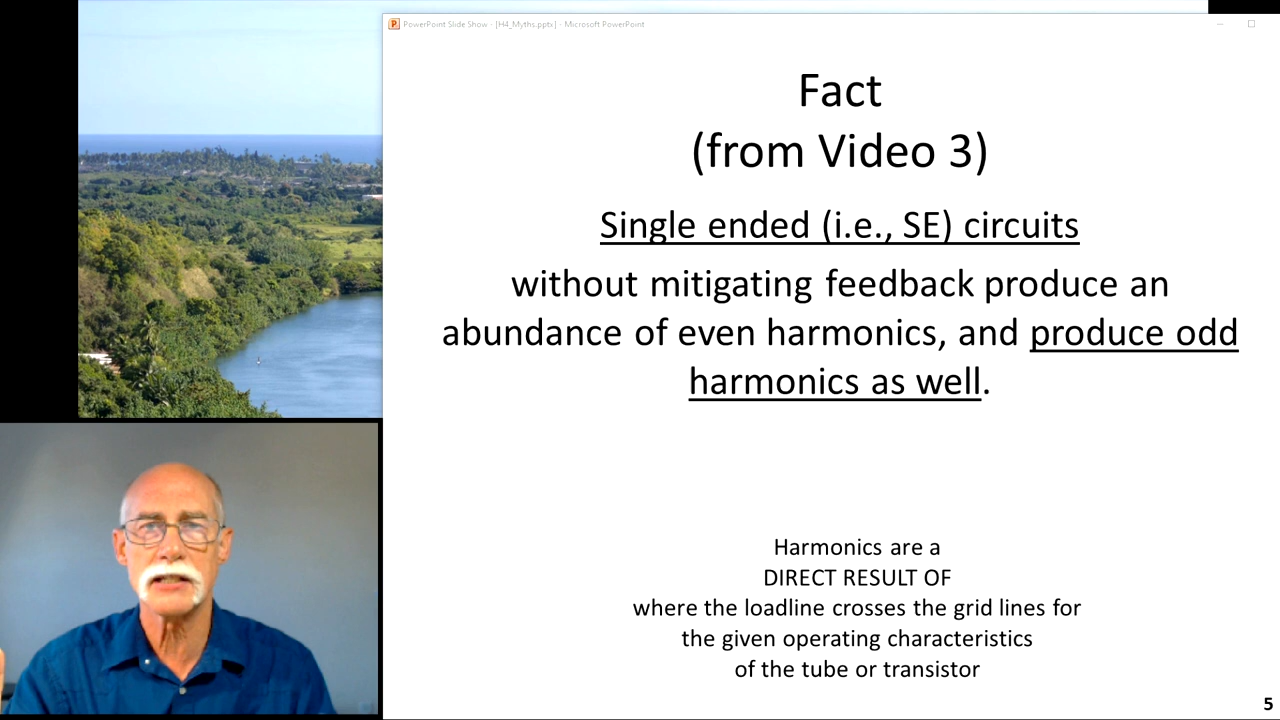 PowerPoint Slide Show - [H4_Myths.pptx] - Microsoft PowerPoint
Fact
(from Video 3)
Single ended (i.e., SE) circuits
without mitigating feedback produce an
abundance of even harmonics, and produce odd
harmonics as well.
Harmonics are a
DIRECT RESULT OF
where the loadline crosses the grid lines for
the given operating characteristics
of the tube or transistor
5